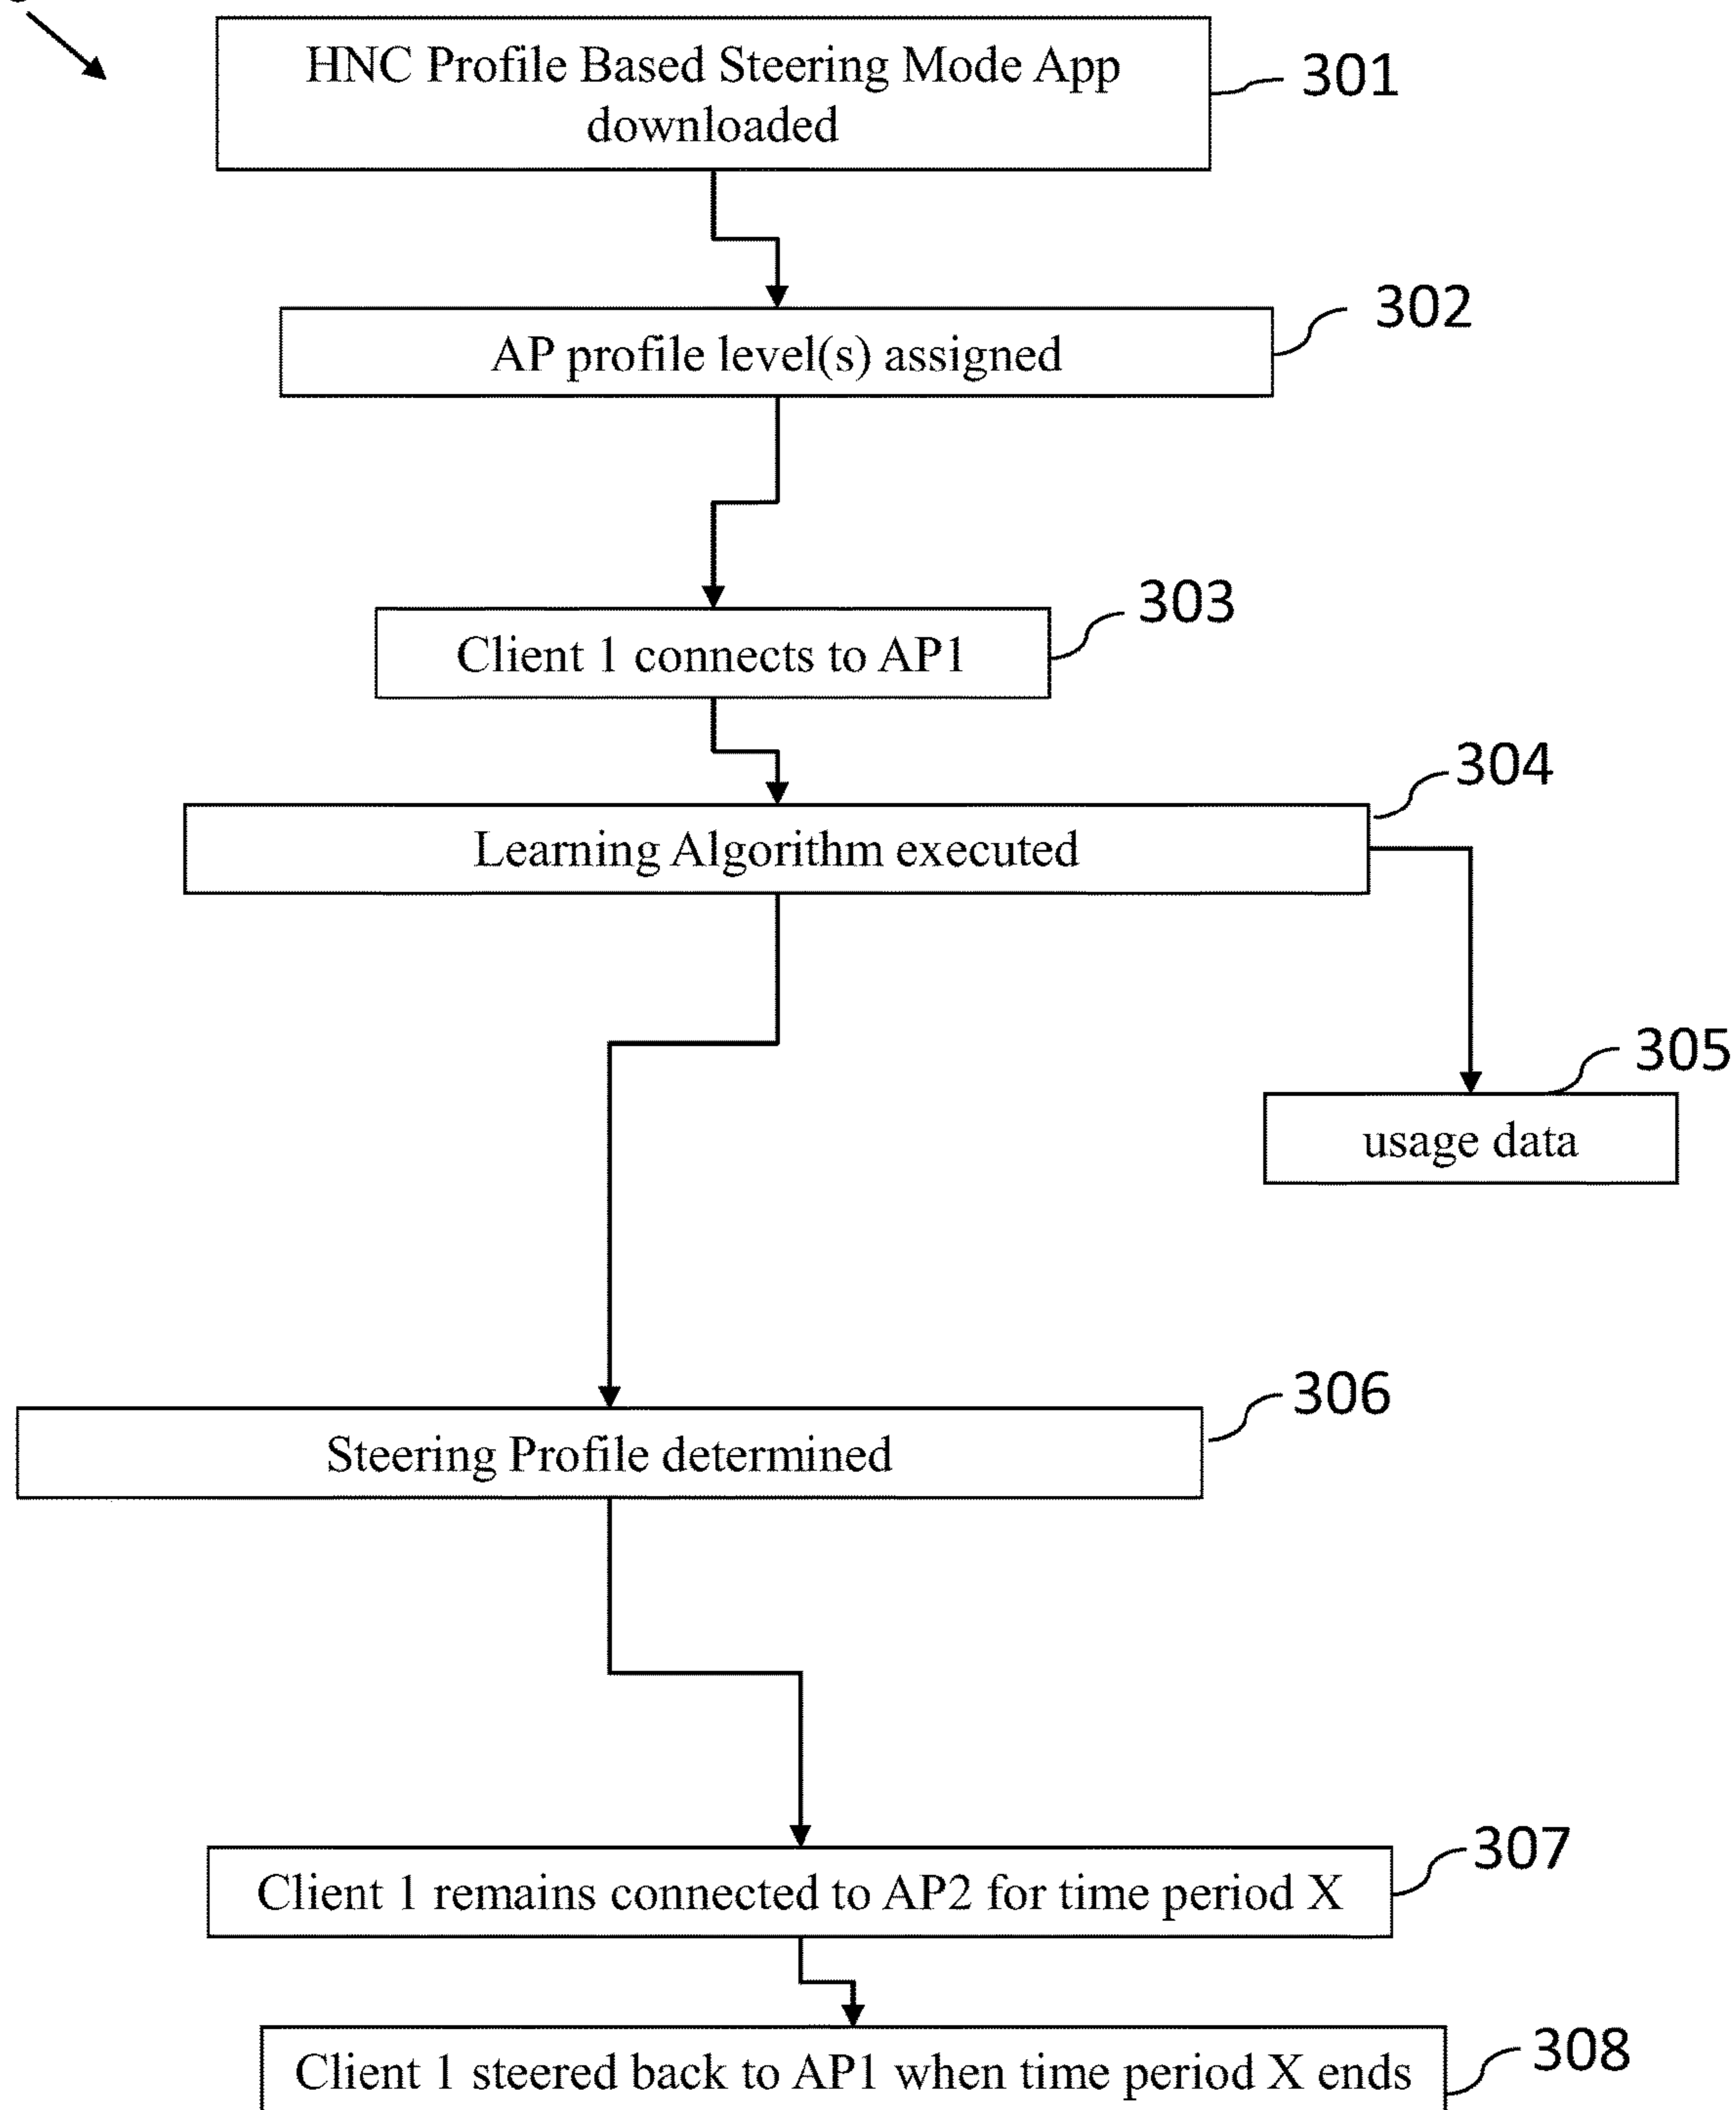 HNC Profile Based Steering Mode App
downloaded
301
AP profile level(s) assigned
302
Client 1 connects to AP1
303
Learning Algorithm executed
304
usage data
305
Steering Profile determined
306
Client 1 remains connected to AP2 for time period X
307
Client 1 steered back to AP1 when time period X ends
308